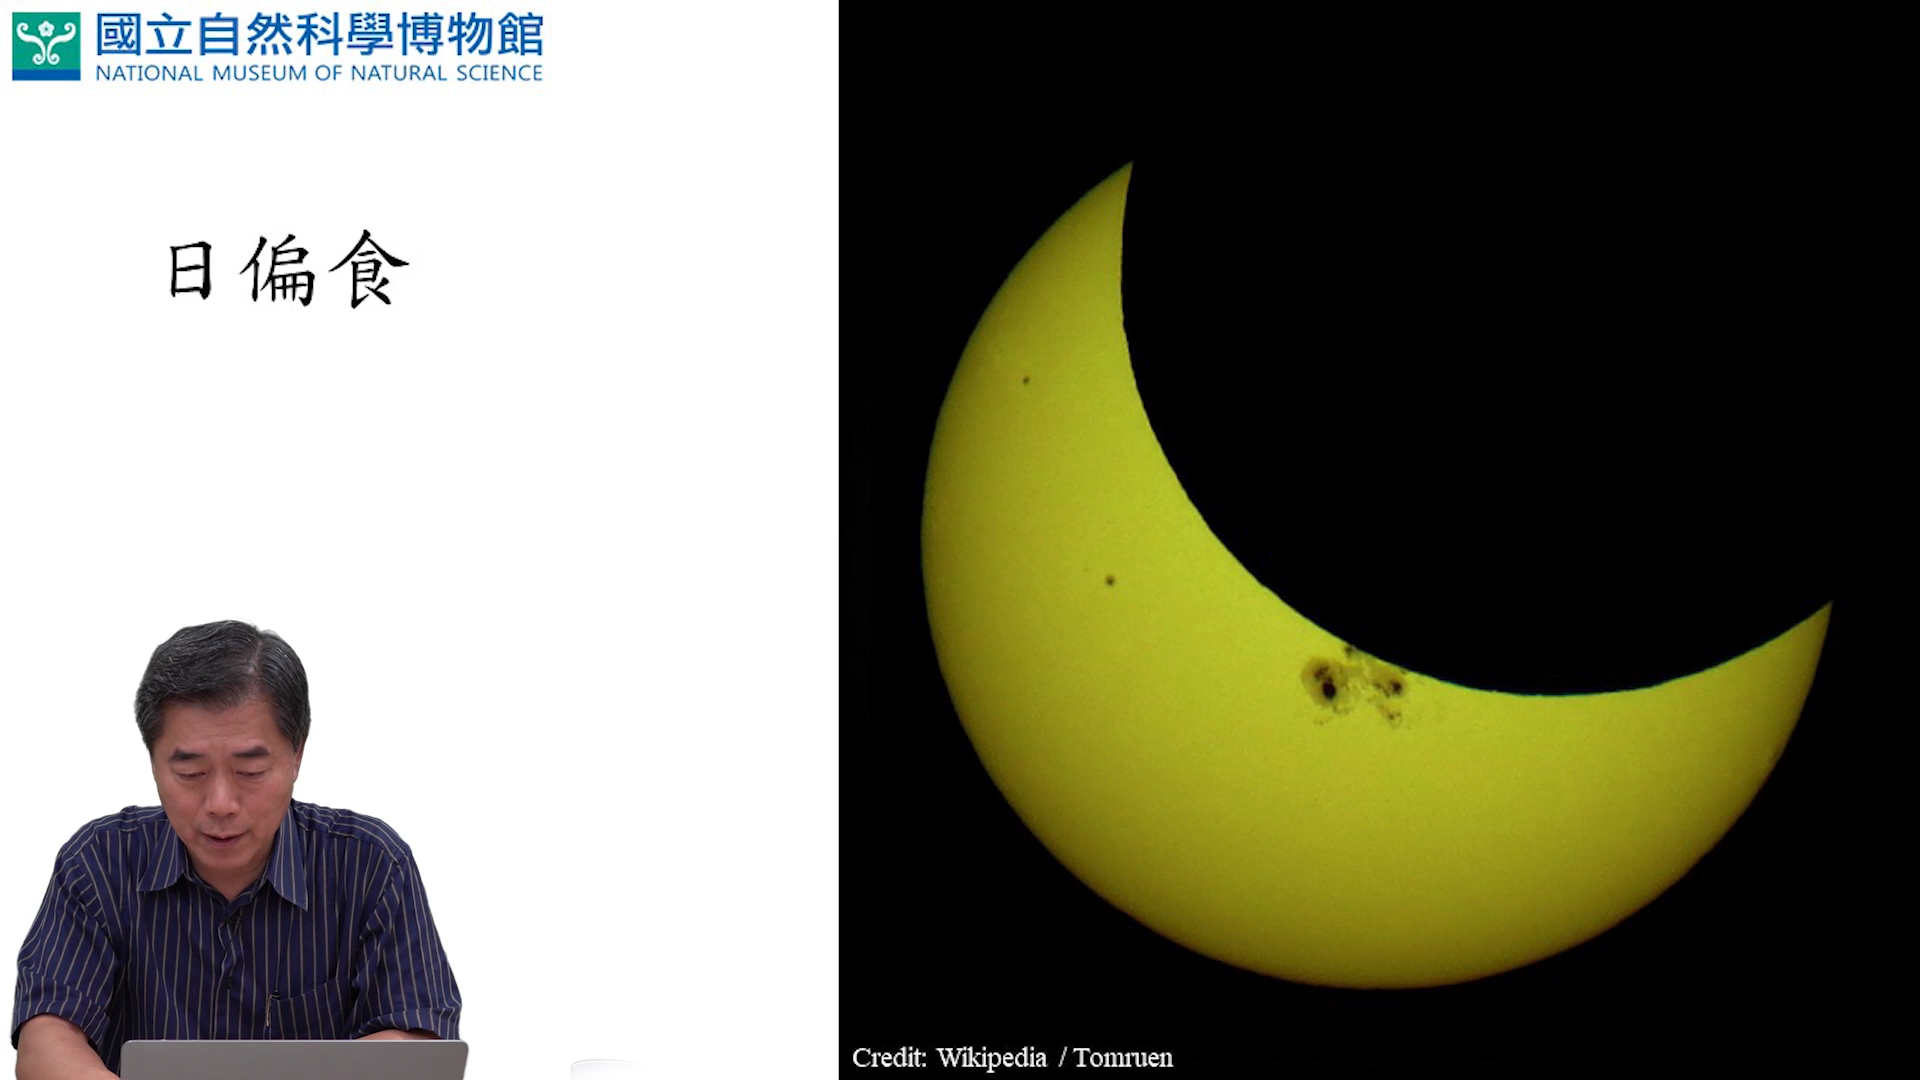 國立自然科學博物館
NATIONAL MUSEUM OF NATURAL SCIENCE
日偏食
Credit: Wikipedia / Tomruen